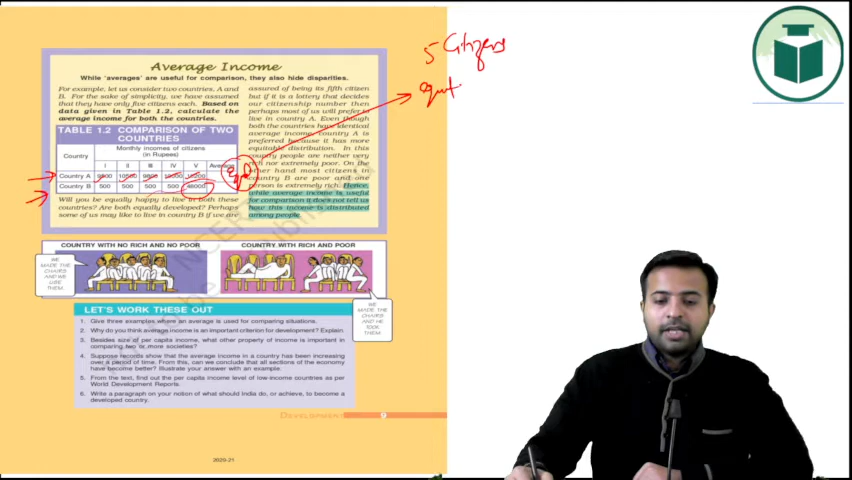 5 Citizens
Average Income
While 'averages' are useful for comparison, they also hide disparities.
For example, let us consider two countries, A and
B. For the sake of simplicity, we have assumed
that they have only five citizens each. Based on
data given in Table 1.2, calculate the
average income for both the countries.
TABLE 1.2 COMPARISON OF TWO
COUNTRIES
Country
Monthly incomes of citizens
(in Rupees)
I II III IV V Average
Country A 9500 10500 9800 10000 10200
Country B 500 500 500 500 48000
Will you be equally happy to live in both these
countries? Are both equally developed? Perhaps
some of us may like to live in country B if we are
assured of being its fifth citizen
but if it is a lottery that decides
our citizenship number then
perhaps most of us will prefer to
live in country A. Even though
both the countries have identical
average income, country A is
preferred because it has more
equitable distribution. In this
country people are neither very
rich nor extremely poor. On the
other hand most citizens in
country B are poor and one
person is extremely rich. Hence,
while average income is useful
for comparison it does not tell us
how this income is distributed
among people.
COUNTRY WITH NO RICH AND NO POOR
COUNTRY WITH RICH AND POOR
WE
MADE THE
CHAIRS
AND WE
USE
THEM.
WE
MADE THE
CHAIRS
AND HE
TOOK
THEM.
LET'S WORK THESE OUT
1. Give three examples where an average is used for comparing situations.
2. Why do you think average income is an important criterion for development? Explain.
3. Besides size of per capita income, what other property of income is important in
comparing two or more societies?
4. Suppose records show that the average income in a country has been increasing
over a period of time. From this, can we conclude that all sections of the economy
have become better? Illustrate your answer with an example.
5. From the text, find out the per capita income level of low-income countries as per
World Development Reports.
6. Write a paragraph on your notion of what should India do, or achieve, to become a
developed country.
Development 9
2020-21